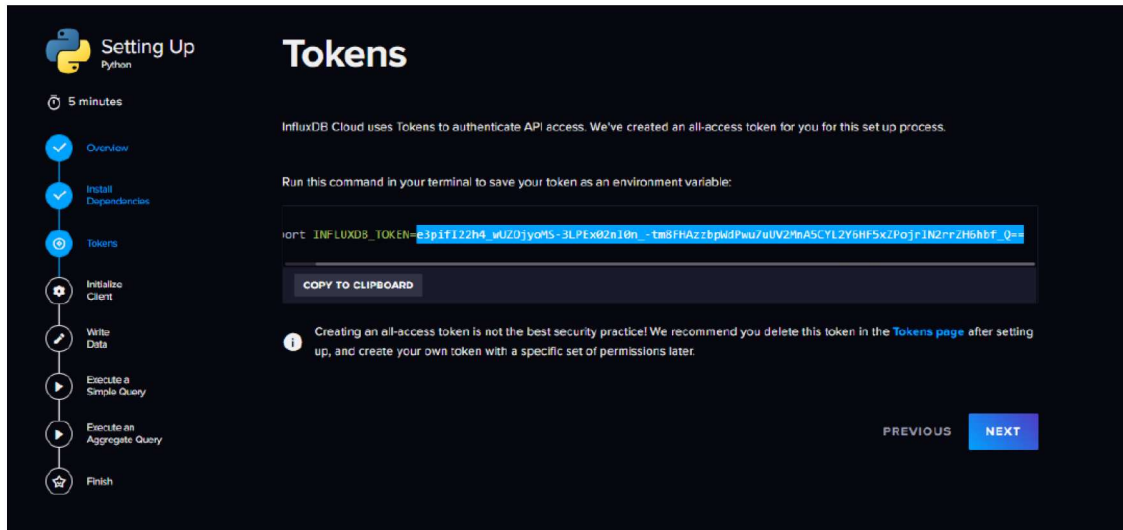 Setting Up
Python
5 minutes
Overview
Install
Dependencies
Tokens
Initialize
Client
Write
Data
Execute a
Simple Query
Execute an
Aggregate Query
Finish
Tokens
InfluxDB Cloud uses Tokens to authenticate API access. We've created an all-access token for you for this set up process.
Run this command in your terminal to save your token as an environment variable:
ort INFLUXDB_TOKEN=
COPY TO CLIPBOARD
Creating an all-access token is not the best security practice! We recommend you delete this token in the Tokens page after setting
up, and create your own token with a specific set of permissions later.
PREVIOUS
NEXT